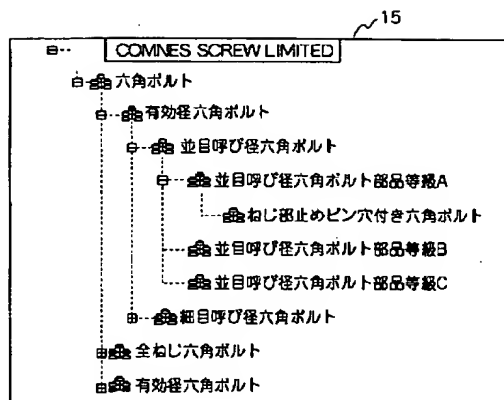 15
COMNES SCREW LIMITED
六角ボルト
有効径六角ボルト
並目呼び径六角ボルト
並目呼び径六角ボルト部品等級A
ねじ部止めピン穴付き六角ボルト
並目呼び径六角ボルト部品等級B
並目呼び径六角ボルト部品等級C
細目呼び径六角ボルト
全ねじ六角ボルト
有効径六角ボルト